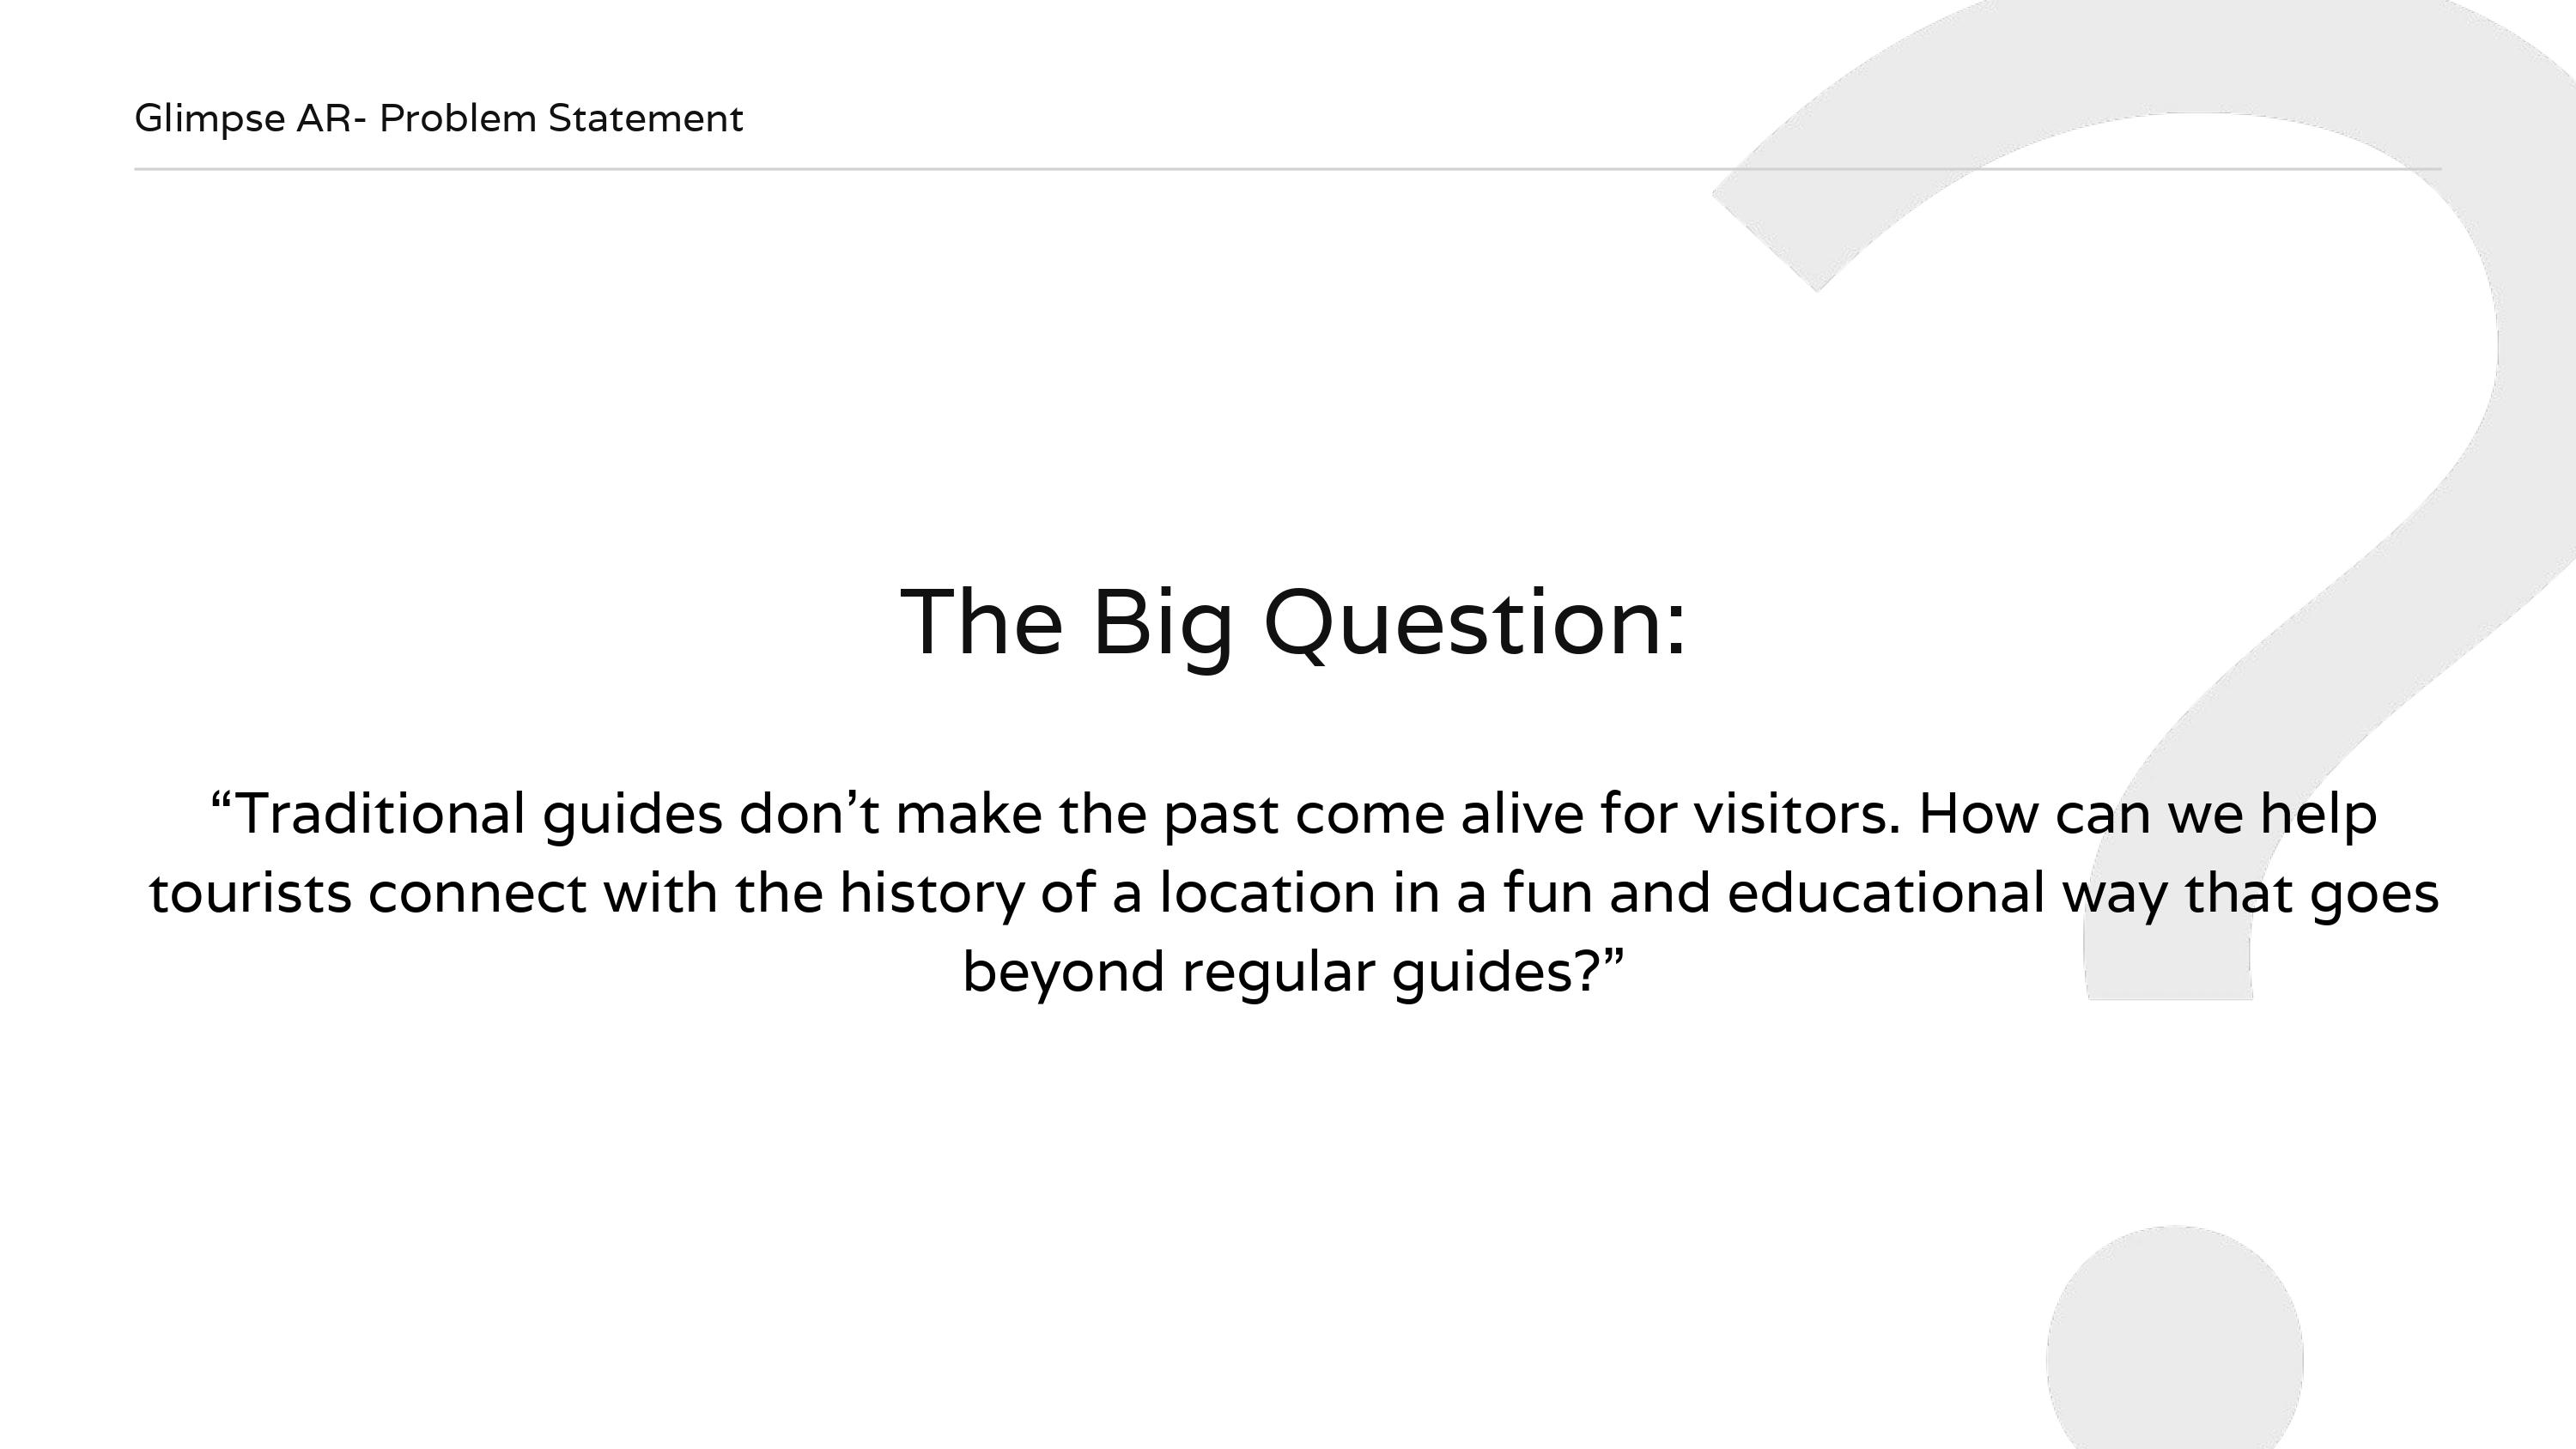 Glimpse AR- Problem Statement
The Big Question:
“Traditional guides don’t make the past come alive for visitors. How can we help
tourists connect with the history of a location in a fun and educational way that goes
beyond regular guides?”
?